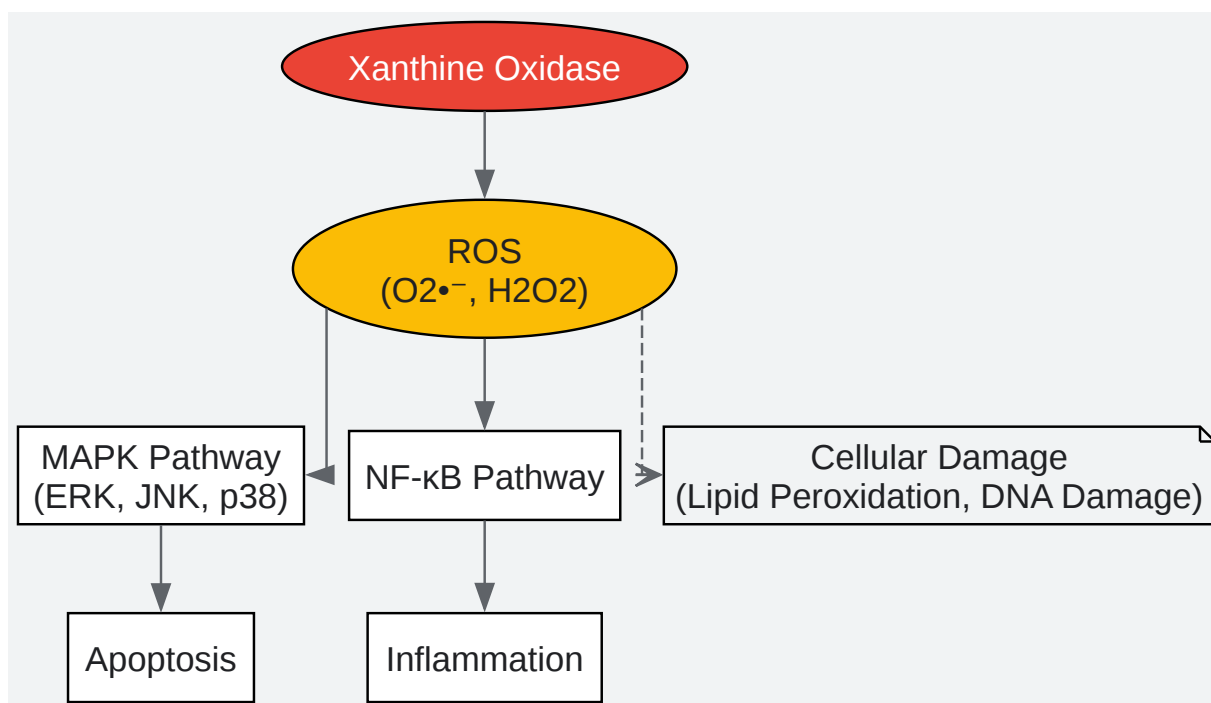 Xanthine Oxidase
ROS
(O2•⁻, H2O2)
MAPK Pathway
(ERK, JNK, p38)
NF-κB Pathway
Cellular Damage
(Lipid Peroxidation, DNA Damage)
Apoptosis
Inflammation